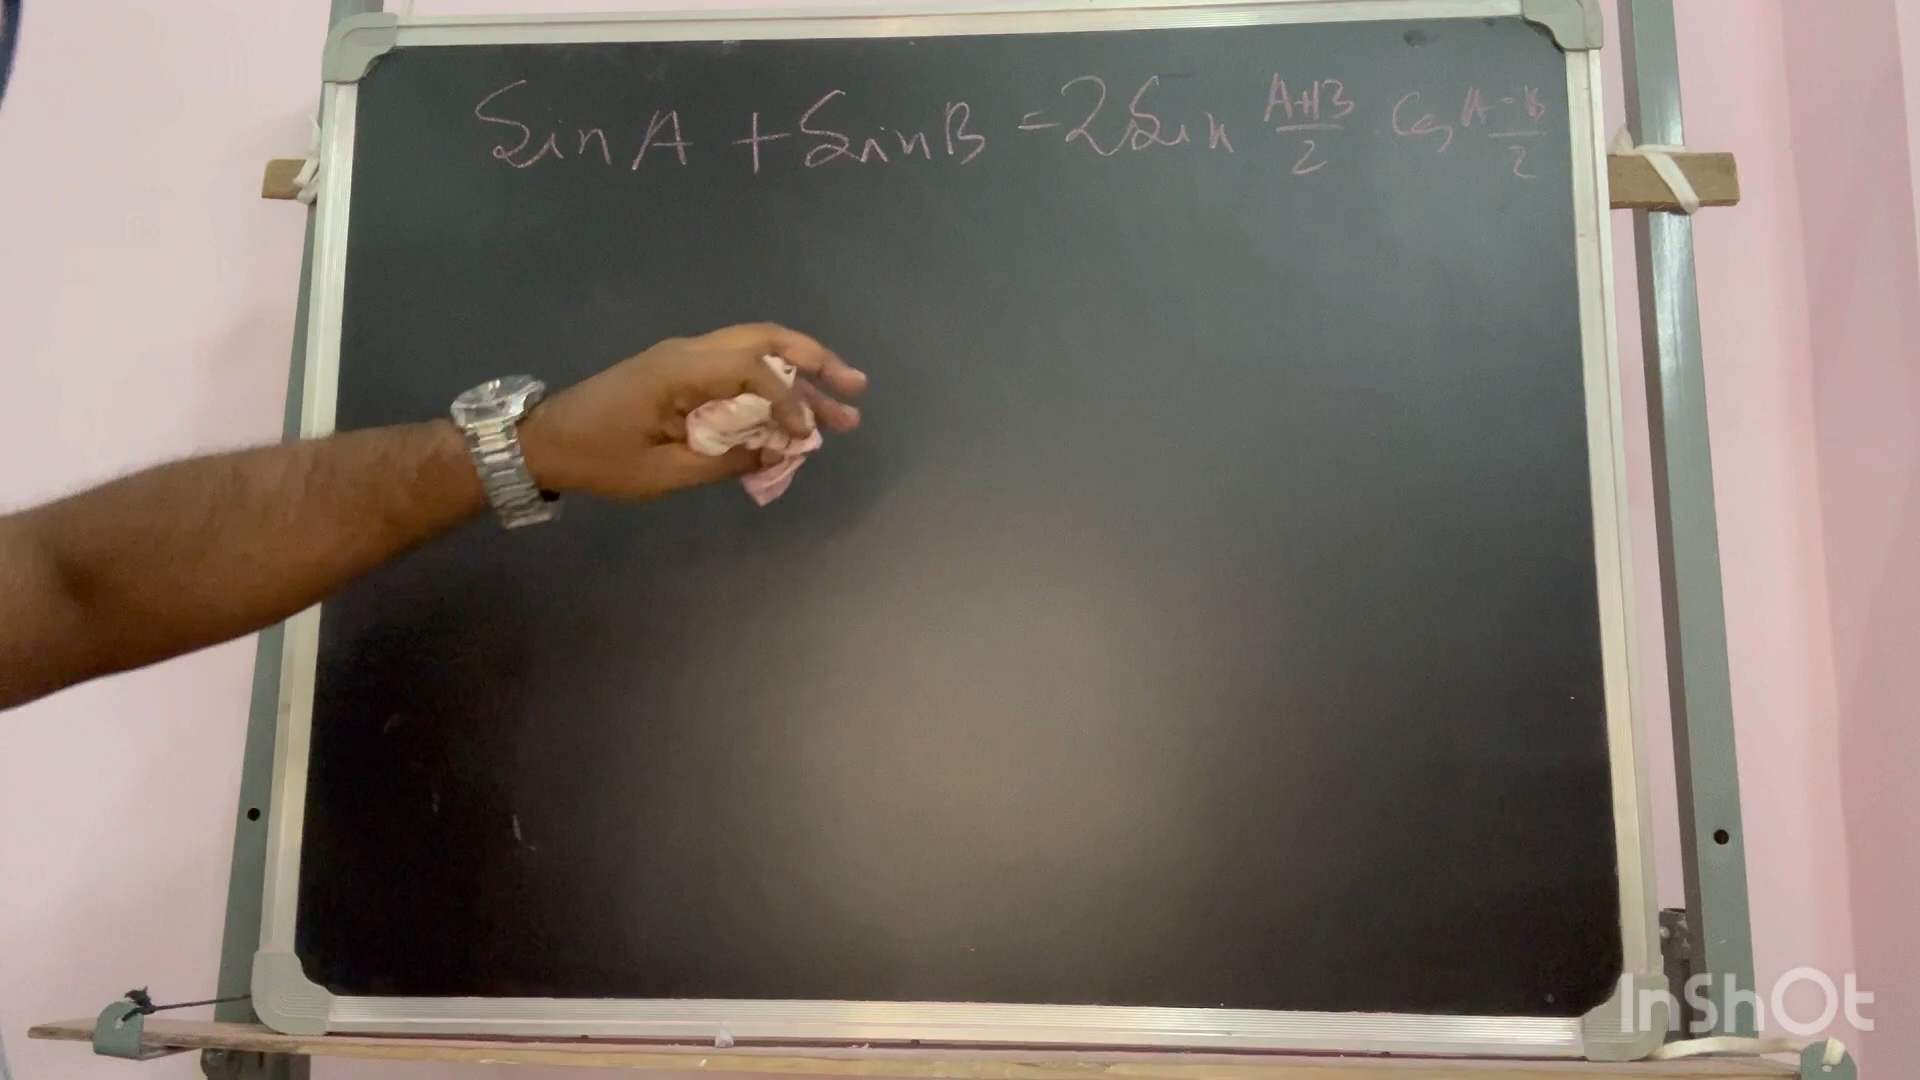 Sin A + Sin B = 2 Sin A+B/2 Cos A-B/2
InShOt